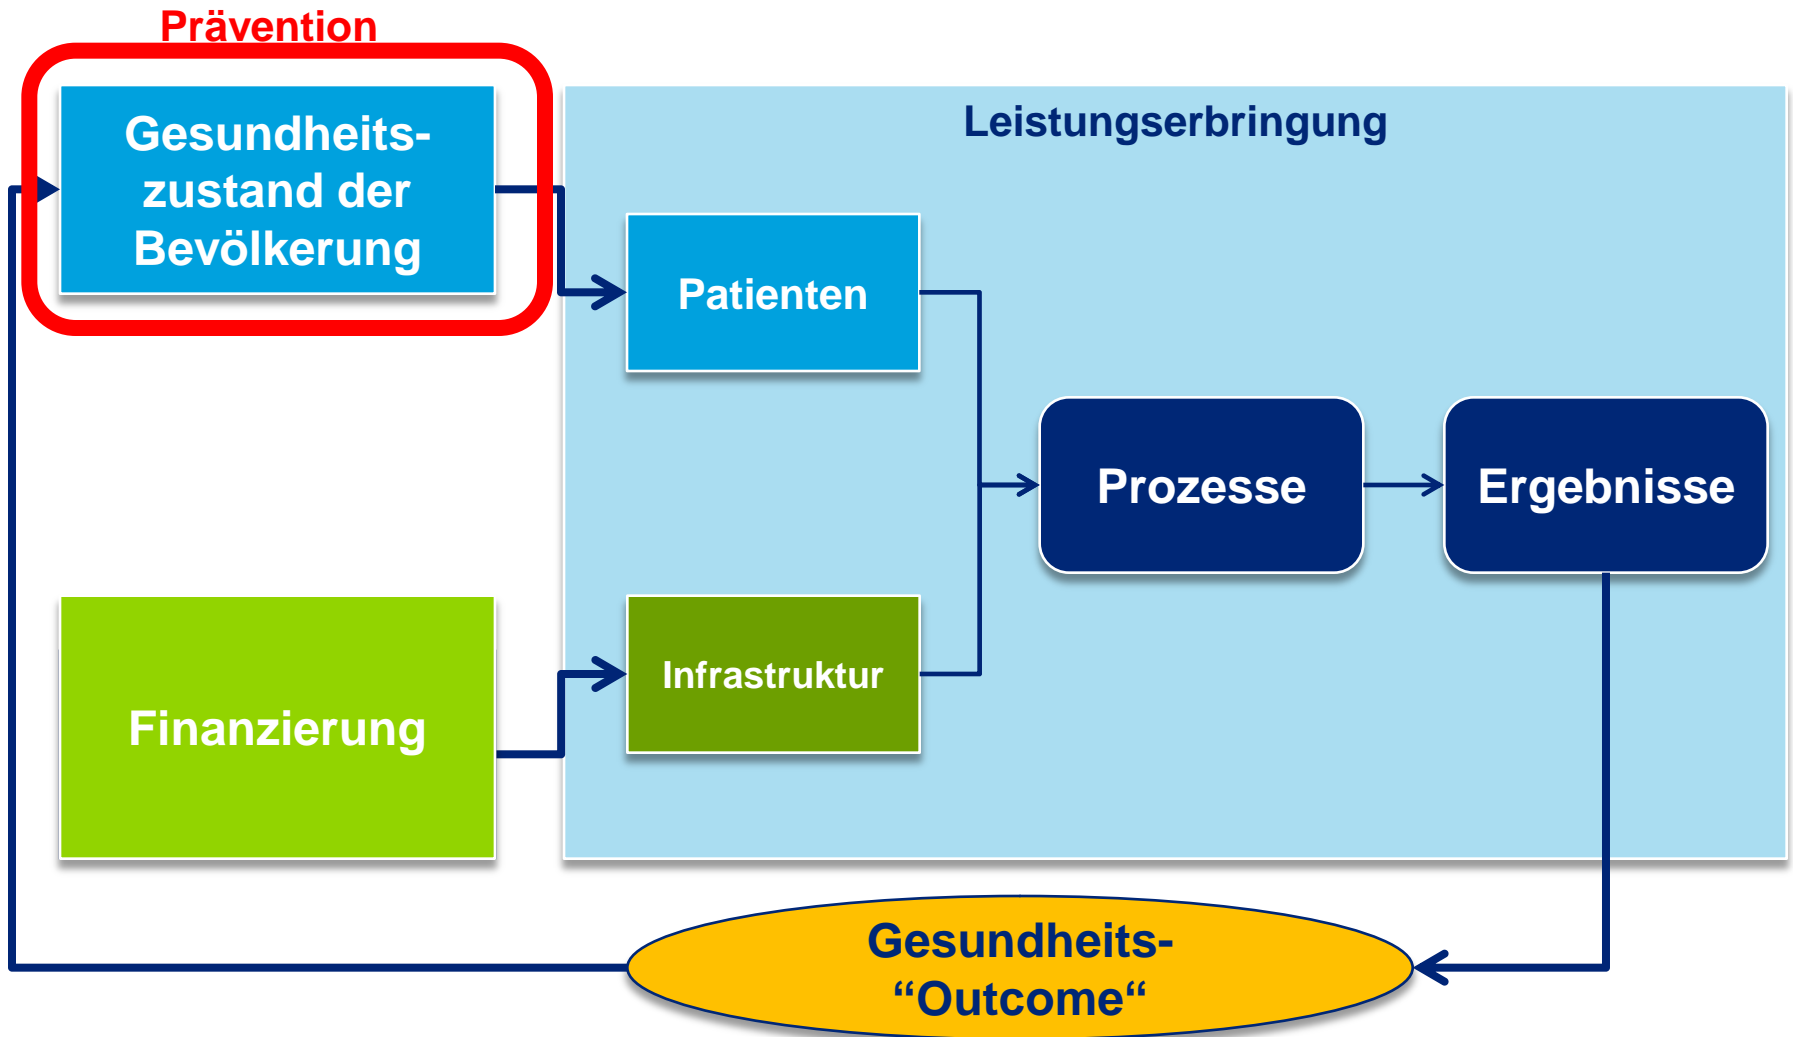 Prävention
Gesundheits-
zustand der
Bevölkerung
Leistungserbringung
Patienten
Prozesse
Ergebnisse
Infrastruktur
Finanzierung
Gesundheits-
“Outcome“